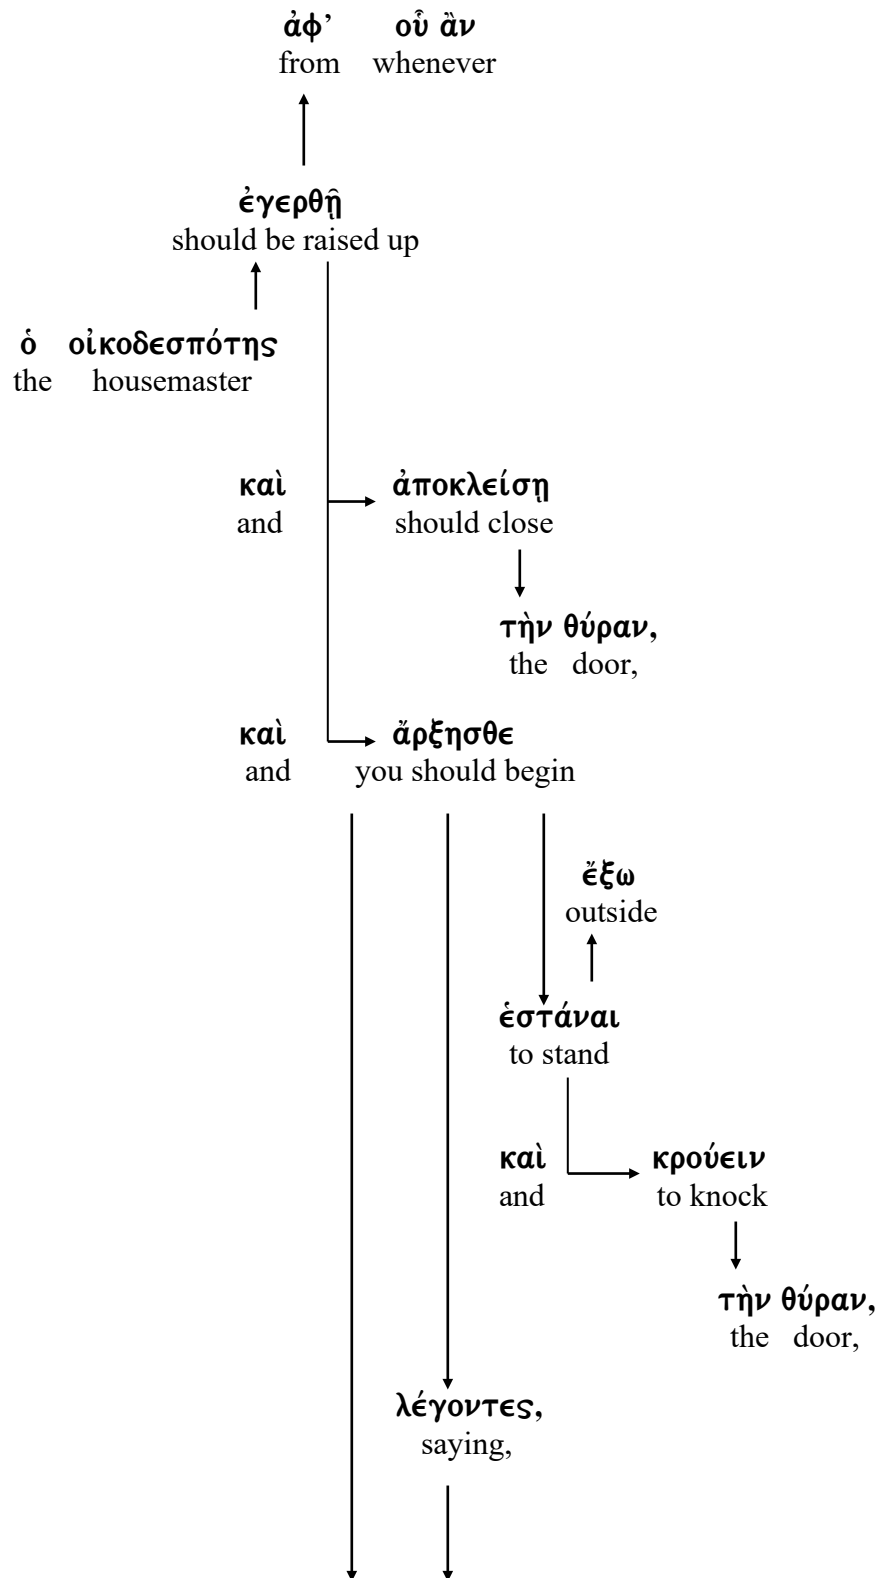 ἀφ’ οὗ ἂν
from whenever
ἐγερθῇ
should be raised up
ὁ οἰκοδεσπότης
the housemaster
καὶ ἀποκλείσῃ
and should close
τὴν θύραν,
the door,
καὶ ἄρξησθε
and you should begin
ἔξω
outside
ἑστάναι
to stand
καὶ κρούειν
and to knock
τὴν θύραν,
the door,
λέγοντες,
saying,